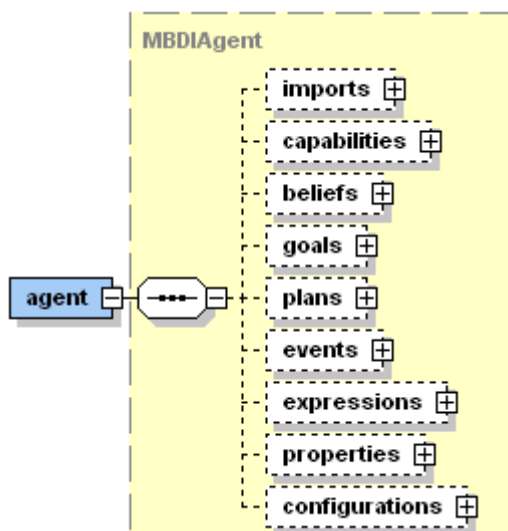 MBDIAgent
imports
capabilities
beliefs
goals
agent
plans
events
expressions
properties
configurations